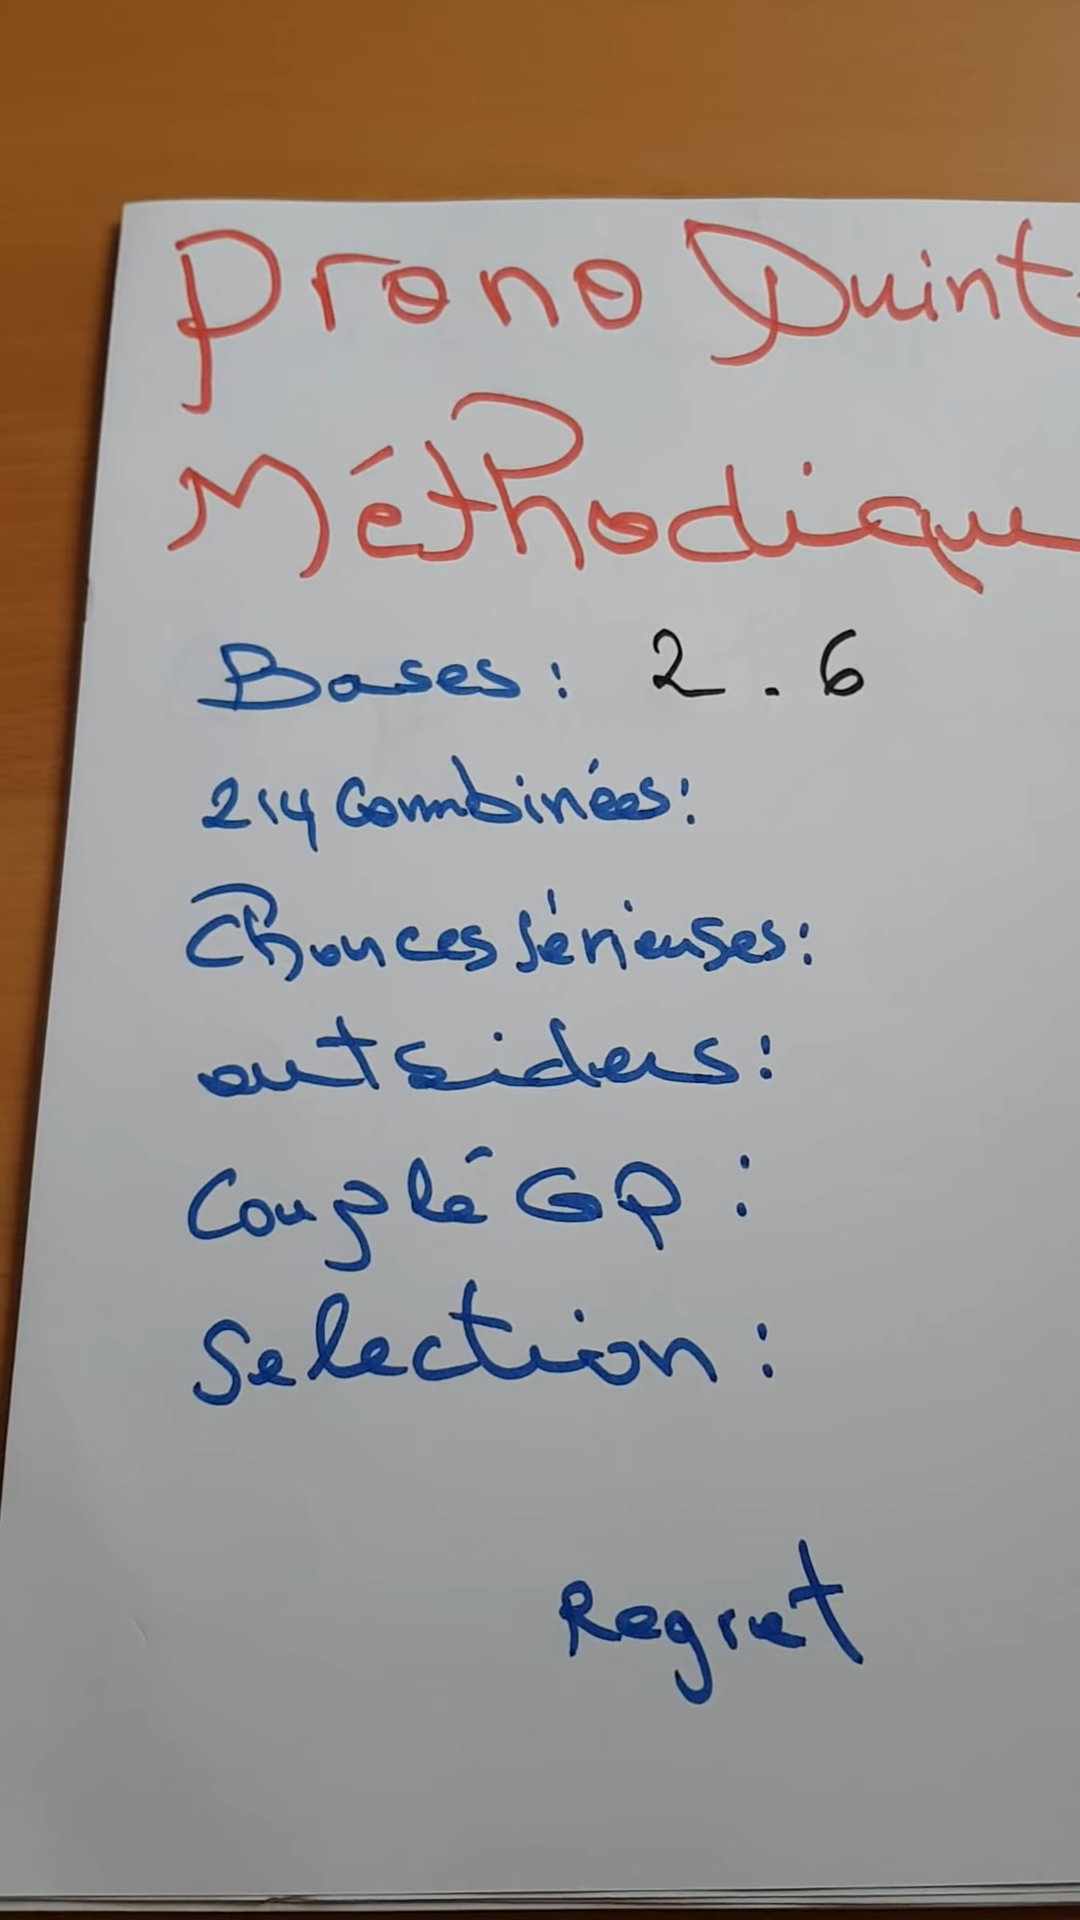 Prono Quint
Méthodique
Bases : 2 . 6
2/4 Combinées :
Chances Sérieuses :
outsiders :
Couplé GP :
Selection :
Regret